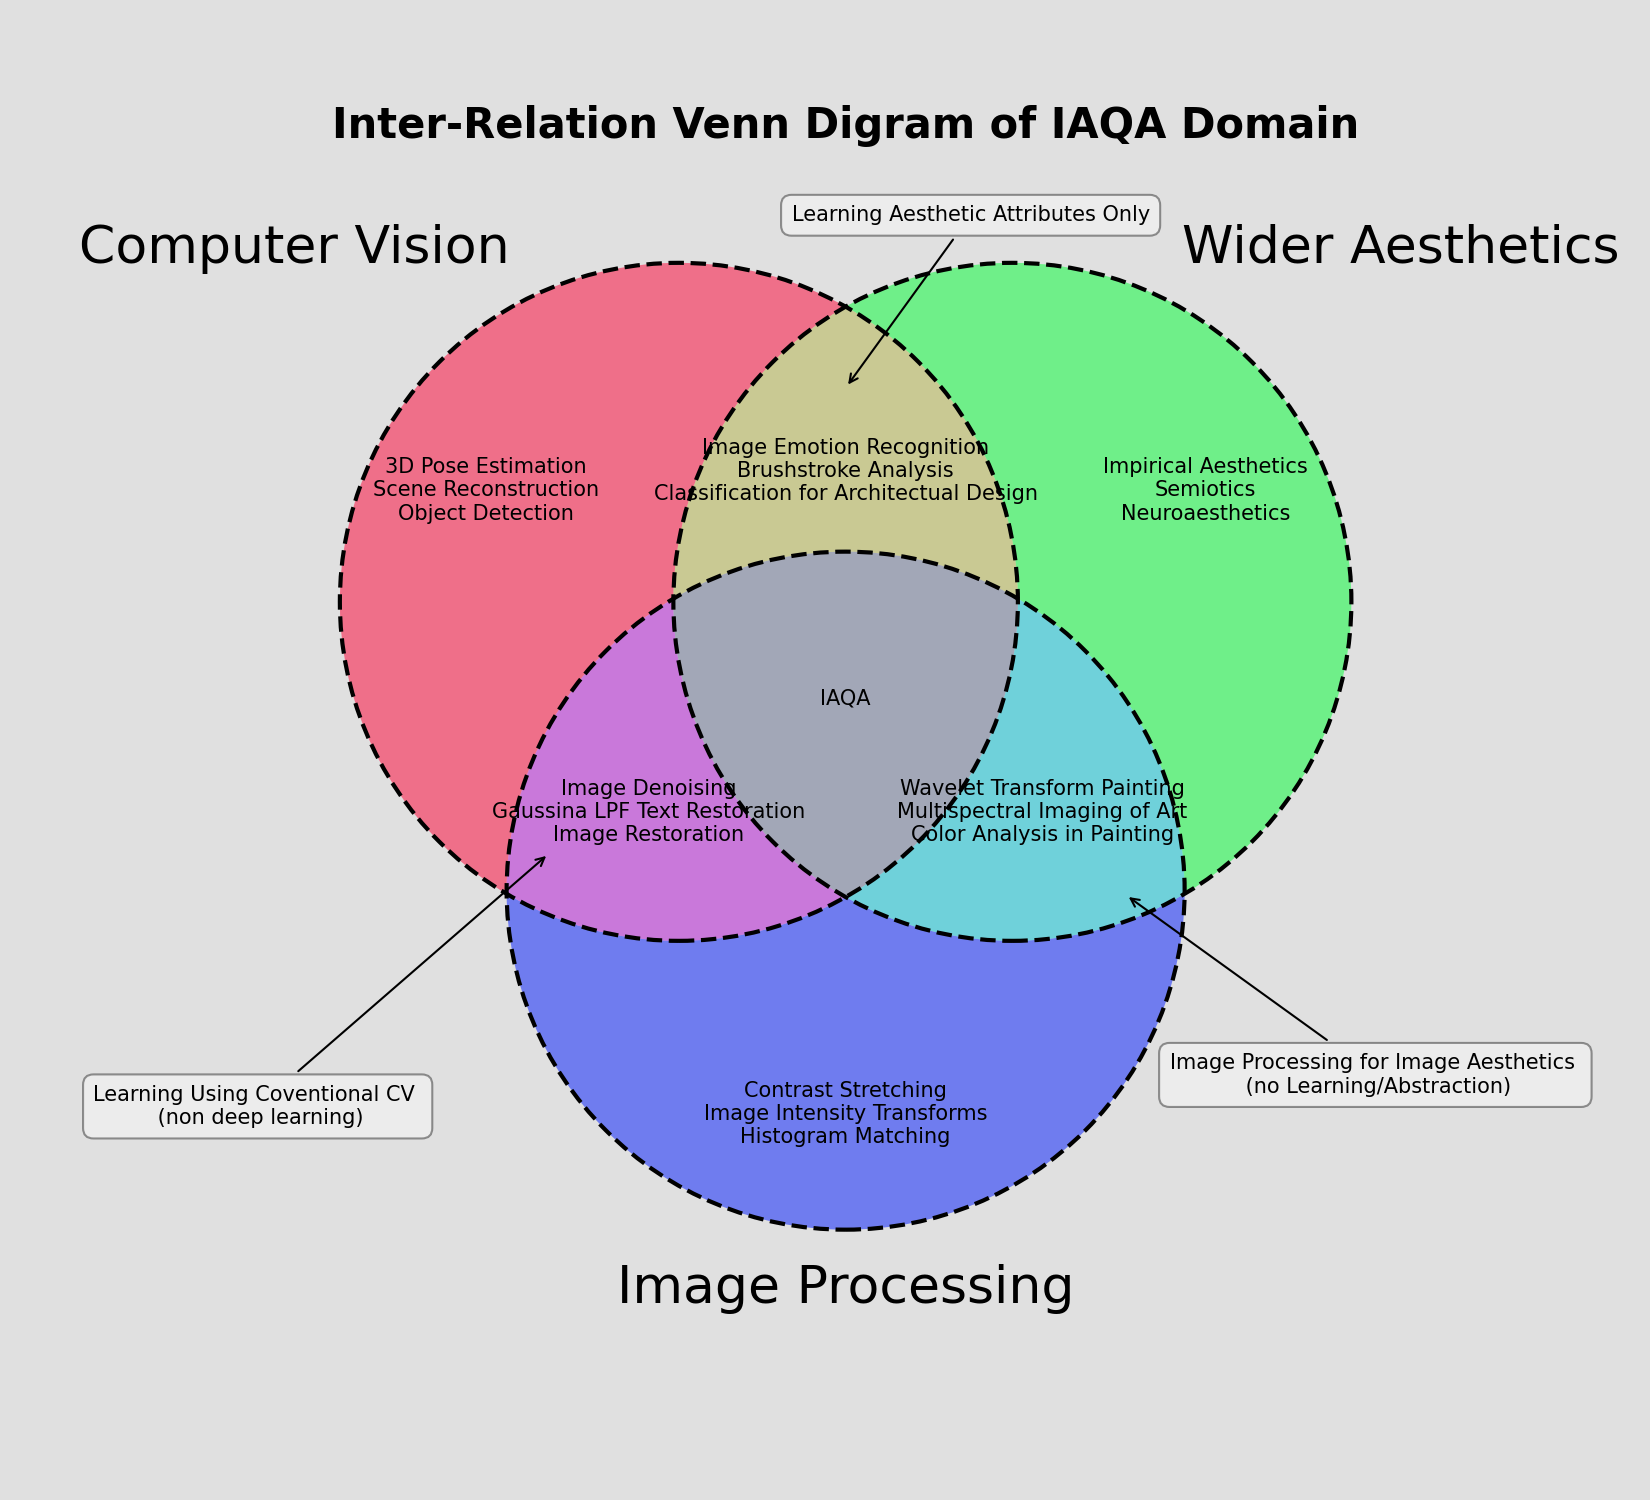 Inter-Relation Venn Digram of IAQA Domain
Learning Aesthetic Attributes Only
Computer Vision
Wider Aesthetics
Image Emotion Recognition
Brushstroke Analysis
Classification for Architectual Design
3D Pose Estimation
Scene Reconstruction
Object Detection
Impirical Aesthetics
Semiotics
Neuroaesthetics
IAQA
Image Denoising
Gaussina LPF Text Restoration
Image Restoration
Wavelet Transform Painting
Multispectral Imaging of Art
Color Analysis in Painting
Learning Using Coventional CV
(non deep learning)
Contrast Stretching
Image Intensity Transforms
Histogram Matching
Image Processing for Image Aesthetics
(no Learning/Abstraction)
Image Processing